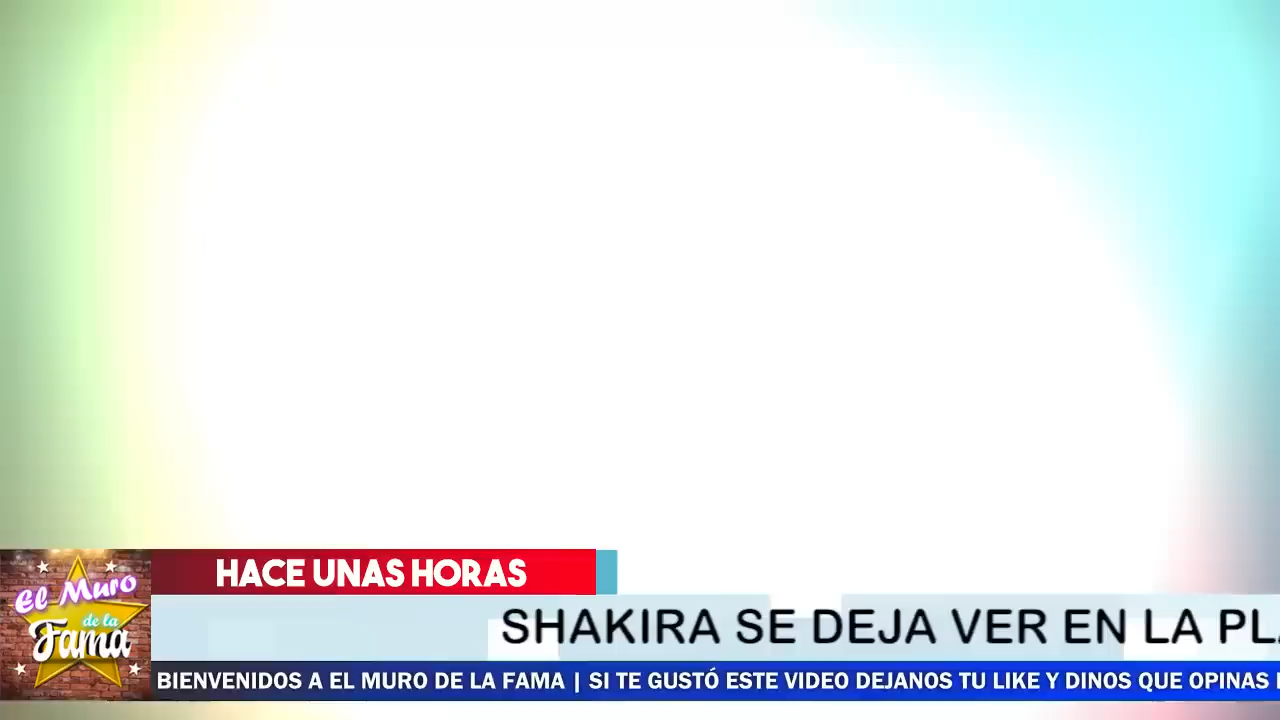 HACE UNAS HORAS
El Muro
de la
Fama
SHAKIRA SE DEJA VER EN LA
BIENVENIDOS A EL MURO DE LA FAMA | SI TE GUSTÓ ESTE VIDEO DEJANOS TU LIKE Y DINOS QUE OPINAS